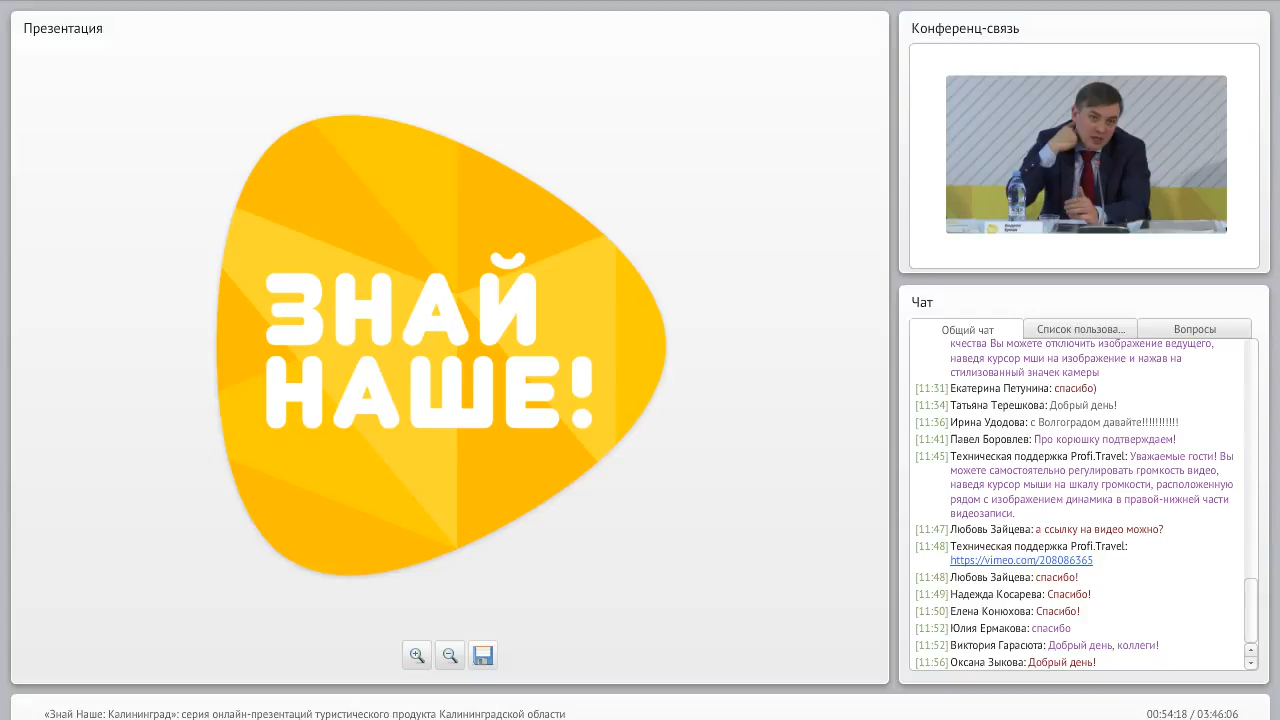 Презентация
ЗНАЙ
НАШЕ!
Конференц-связь
Чат
Общий чат
Список пользова...
Вопросы
кчества Вы можете отключить изображение ведущего,
наведя курсор мши на изображение и нажав на
стилизованный значек камеры
[11:31] Екатерина Петунина: спасибо)
[11:34] Татьяна Терешкова: Добрый день!
[11:36] Ирина Удодова: с Волгоградом давайте!!!!!!!!!!!
[11:41] Павел Боровлев: Про корюшку подтверждаем!
[11:45] Техническая поддержка Profi.Travel: Уважаемые гости! Вы
можете самостоятельно регулировать громкость видео,
наведя курсор мыши на шкалу громкости, расположенную
рядом с изображением динамика в правой-нижней части
видеозаписи.
[11:47] Любовь Зайцева: а ссылку на видео можно?
[11:48] Техническая поддержка Profi.Travel:
https://vimeo.com/208086365
[11:48] Любовь Зайцева: спасибо!
[11:49] Надежда Косарева: Спасибо!
[11:50] Елена Конюхова: Спасибо!
[11:52] Юлия Ермакова: спасибо
[11:52] Виктория Гарасюта: Добрый день, коллеги!
[11:56] Оксана Зыкова: Добрый день!
«Знай Наше: Калининград»: серия онлайн-презентаций туристического продукта Калининградской области
00:54:18 / 03:46:06